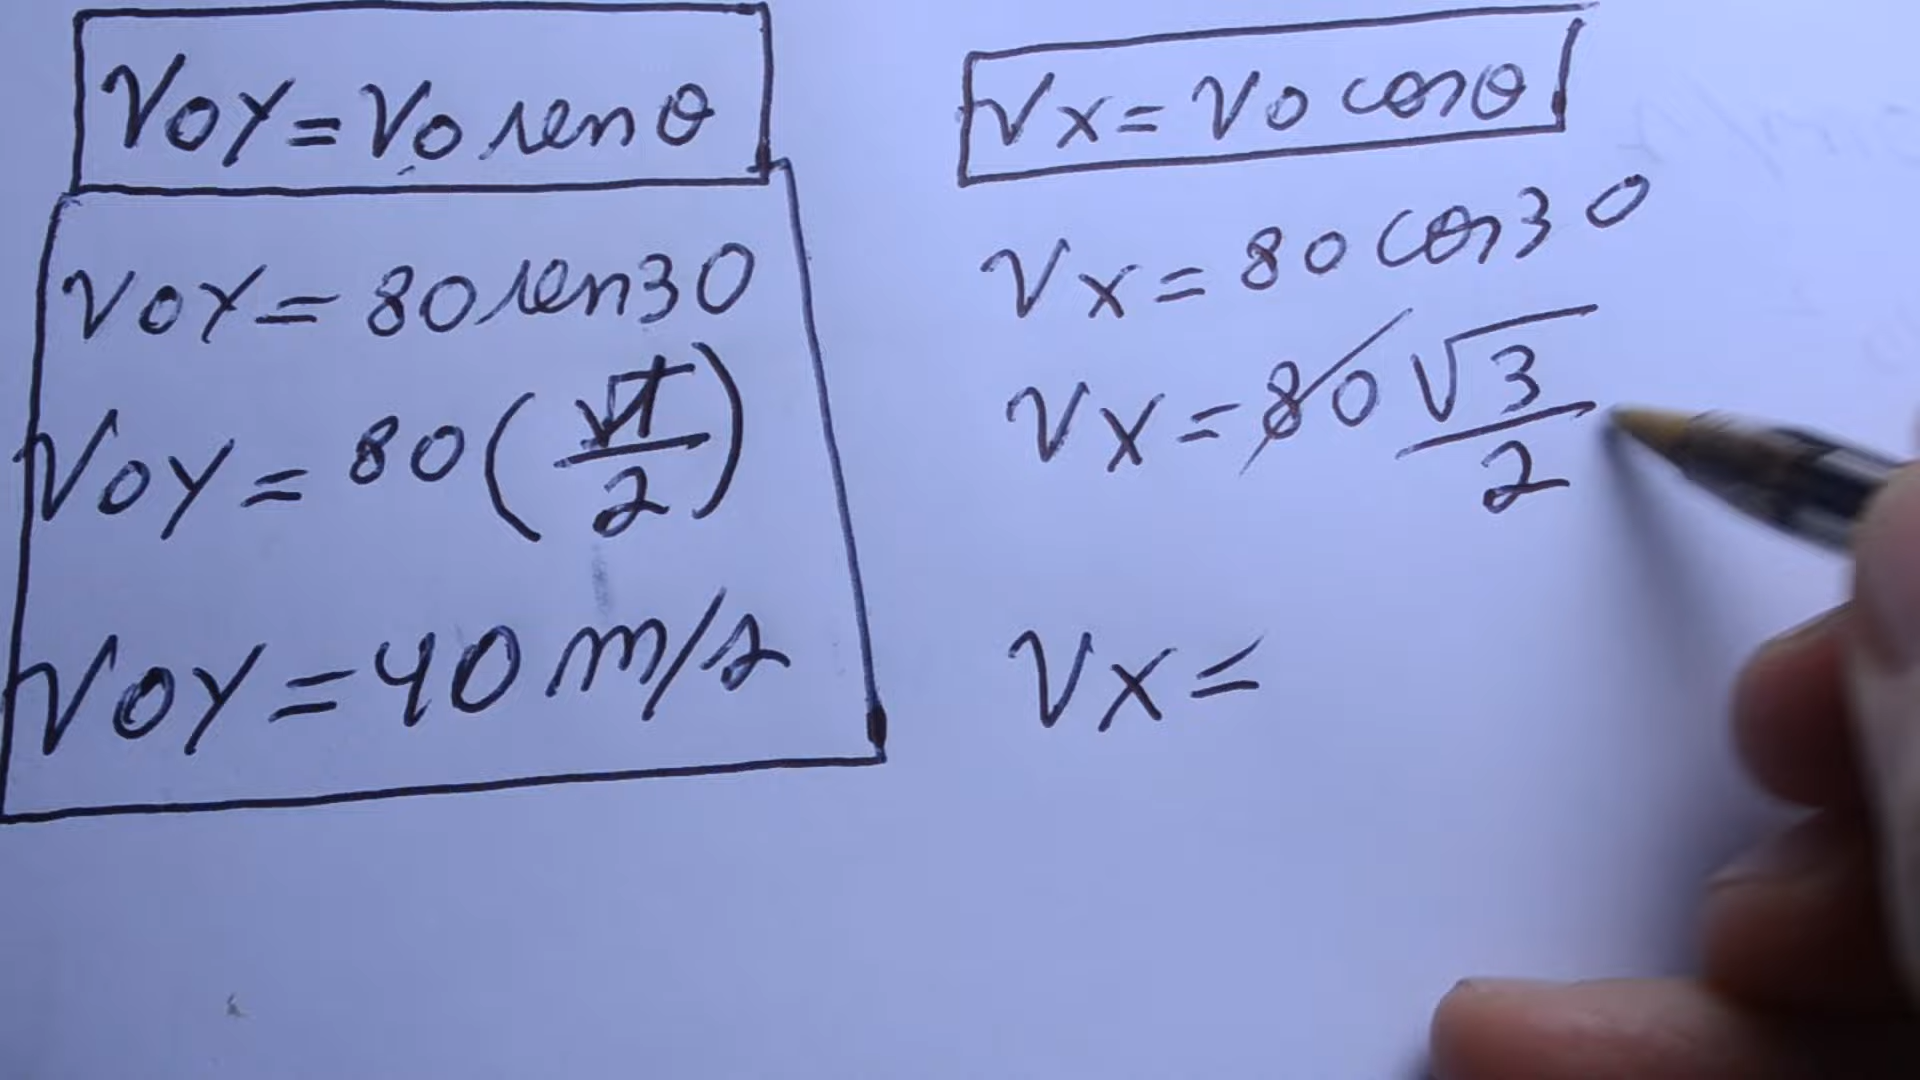 VOY = VO sen θ
VOY = 80 sen 30
VOY = 80 (√1/2)
VOY = 40 m/s
VX = VO cos θ
VX = 80 cos 30
VX = 80 √3/2
VX =